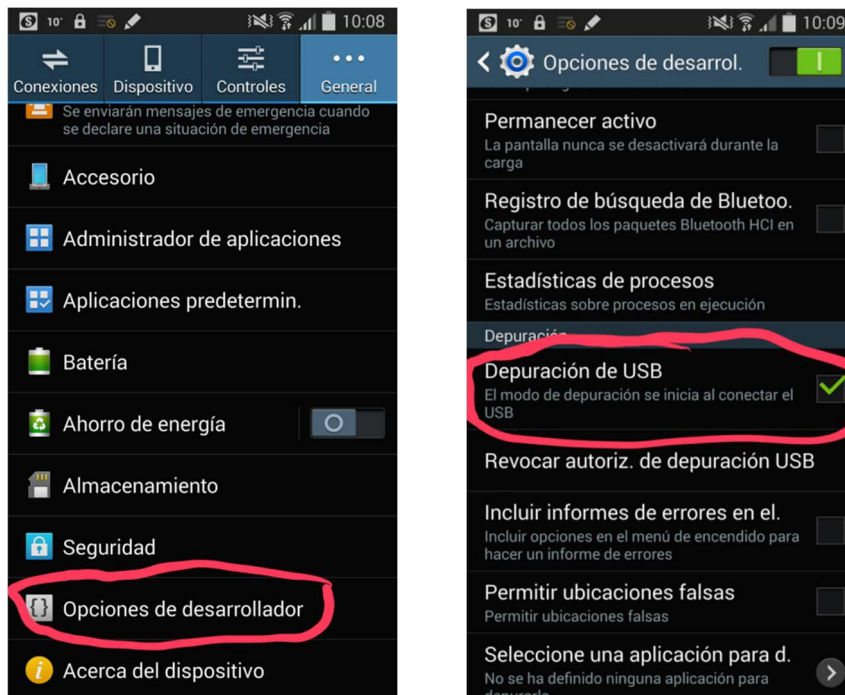 S 10° 10:08
Conexiones Dispositivo Controles General
Se enviarán mensajes de emergencia cuando
se declare una situación de emergencia
Accesorio
Administrador de aplicaciones
Aplicaciones predetermin.
Batería
Ahorro de energía
Almacenamiento
Seguridad
{} Opciones de desarrollador
i Acerca del dispositivo
S 10° 10:09
Opciones de desarrol.
Permanecer activo
La pantalla nunca se desactivará durante la
carga
Registro de búsqueda de Bluetoo.
Capturar todos los paquetes Bluetooth HCI en
un archivo
Estadísticas de procesos
Estadísticas sobre procesos en ejecución
Depuración
Depuración de USB
El modo de depuración se inicia al conectar el
USB
Revocar autoriz. de depuración USB
Incluir informes de errores en el.
Incluir opciones en el menú de encendido para
hacer un informe de errores
Permitir ubicaciones falsas
Permitir ubicaciones falsas
Seleccione una aplicación para d.
No se ha definido ninguna aplicación para